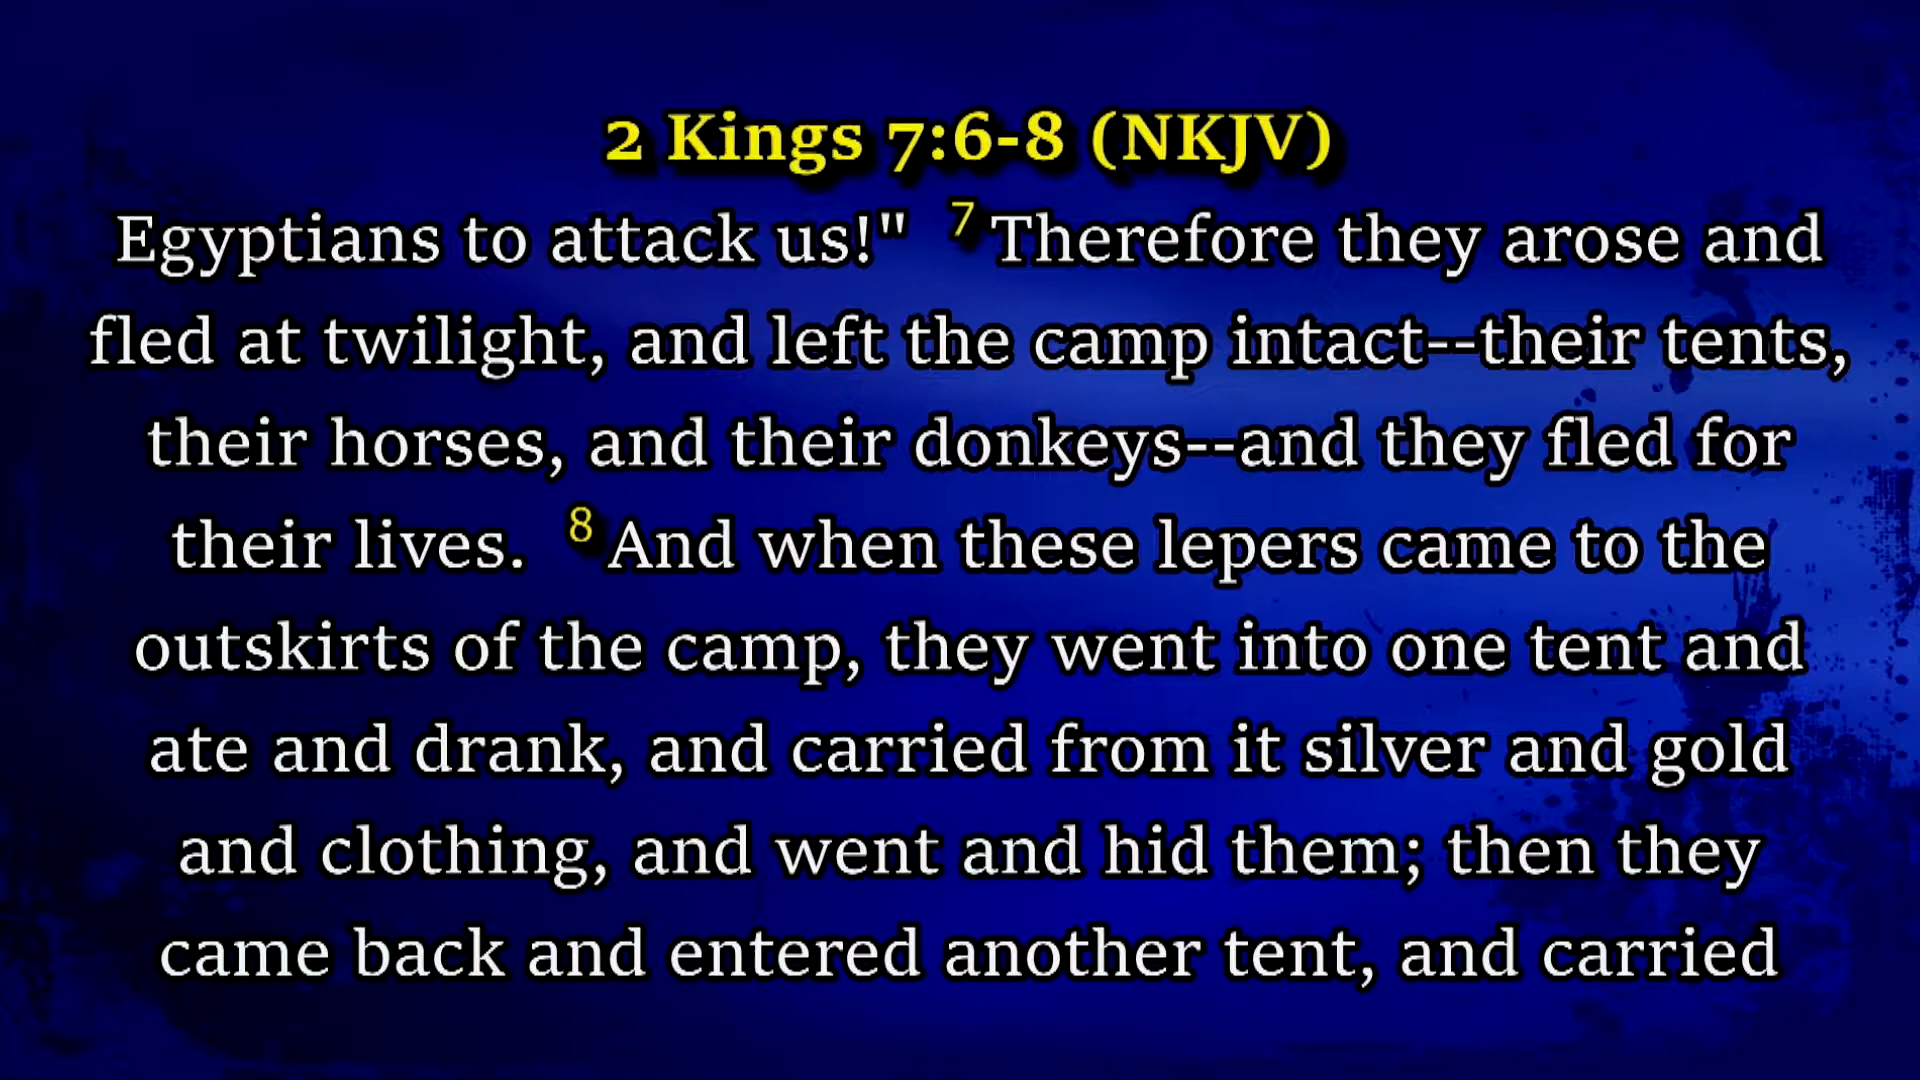 2 Kings 7:6-8 (NKJV)
Egyptians to attack us!" 7 Therefore they arose and
fled at twilight, and left the camp intact--their tents,
their horses, and their donkeys--and they fled for
their lives. 8 And when these lepers came to the
outskirts of the camp, they went into one tent and
ate and drank, and carried from it silver and gold
and clothing, and went and hid them; then they
came back and entered another tent, and carried